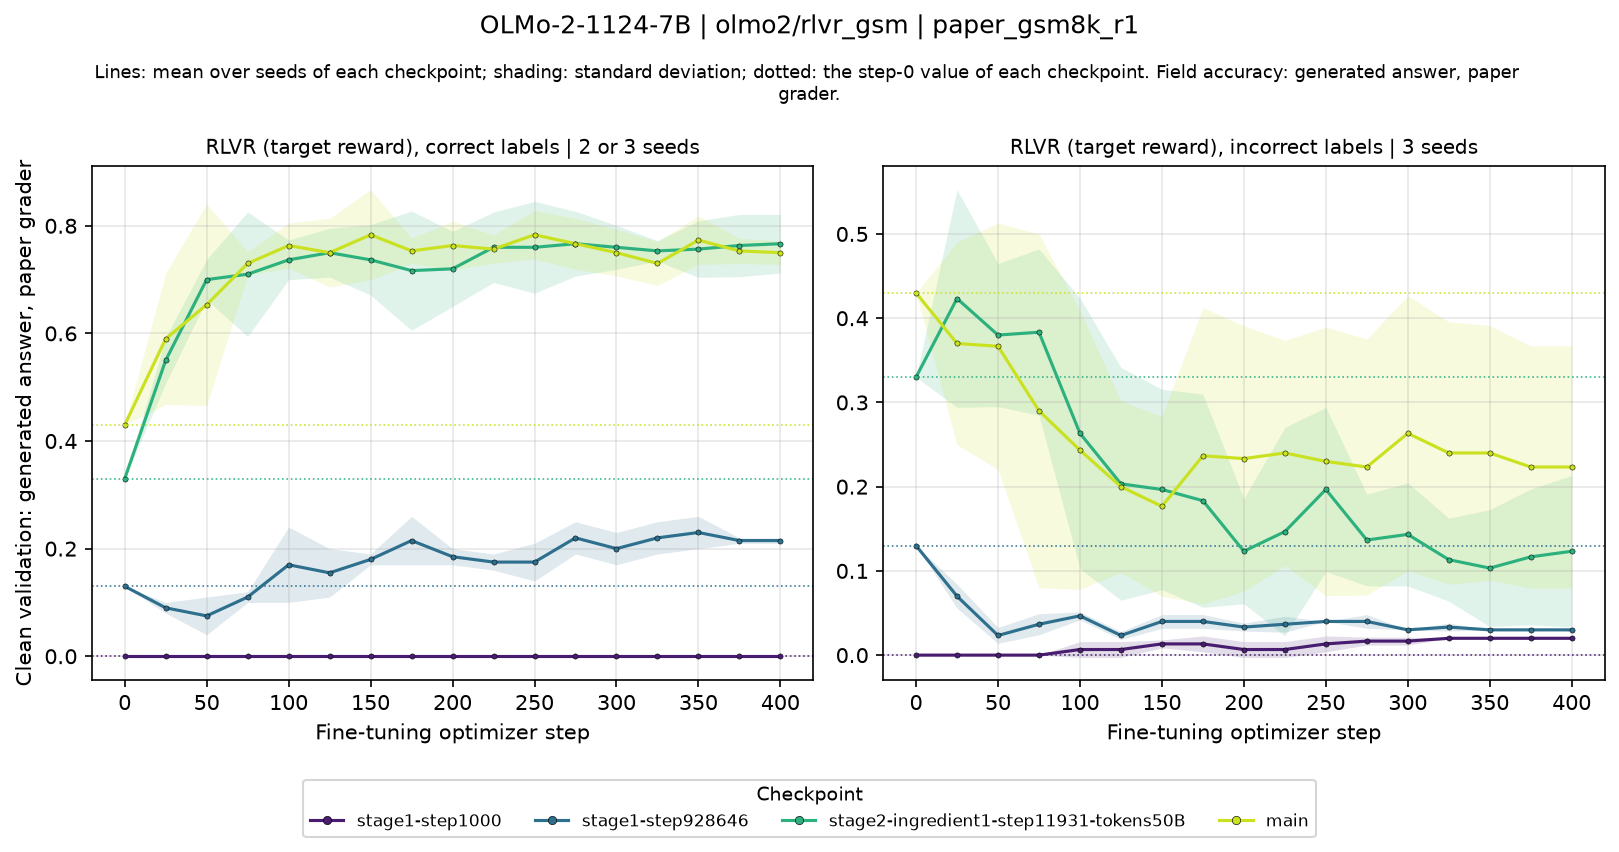 OLMo-2-1124-7B | olmo2/rlvr_gsm | paper_gsm8k_r1
Lines: mean over seeds of each checkpoint; shading: standard deviation; dotted: the step-0 value of each checkpoint. Field accuracy: generated answer, paper
grader.
RLVR (target reward), correct labels | 2 or 3 seeds
Clean validation: generated answer, paper grader
0.8
0.6
0.4
0.2
0.0
0 50 100 150 200 250 300 350 400
Fine-tuning optimizer step
RLVR (target reward), incorrect labels | 3 seeds
0.5
0.4
0.3
0.2
0.1
0.0
0 50 100 150 200 250 300 350 400
Fine-tuning optimizer step
Checkpoint
stage1-step1000 stage1-step928646 stage2-ingredient1-step11931-tokens50B main